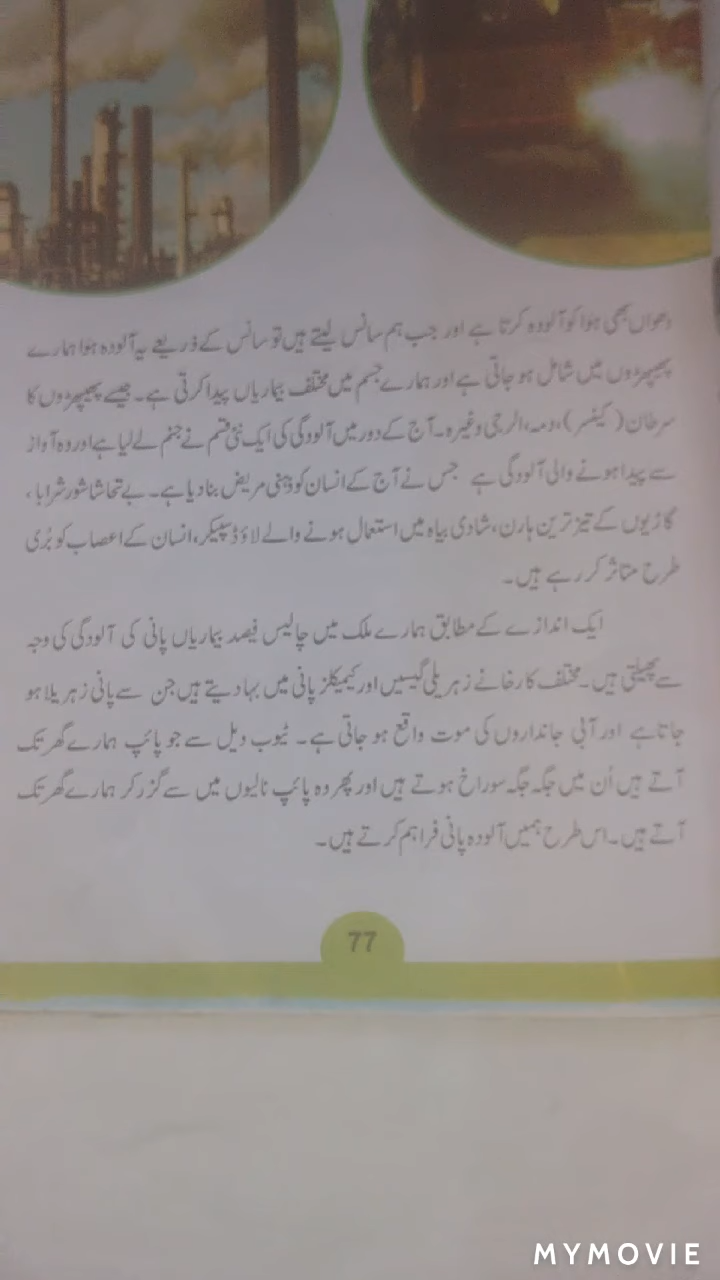 دھواں بھی ہوا کو آلودہ کرتا ہے اور جب ہم سانس لیتے ہیں تو سانس کے ذریعے یہ آلودہ ہوا ہمارے
پھیپھڑوں میں شامل ہو جاتی ہے اور ہمارے جسم میں مختلف بیماریاں پیدا کرتی ہے۔ جیسے پھیپھڑوں کا
سرطان (کینسر)، دمہ، الرجی وغیرہ۔ آج کے دور میں آلودگی کی ایک نئی قسم نے جنم لے لیا ہے اور وہ آواز
سے پیدا ہونے والی آلودگی ہے جس نے آج کے انسان کو ذہنی مریض بنا دیا ہے۔ بے تحاشا شور شرابا،
گاڑیوں کے تیز ترین ہارن، شادی بیاہ میں استعمال ہونے والے لاؤڈ سپیکر، انسان کے اعصاب کو بُری
طرح متاثر کر رہے ہیں۔
ایک اندازے کے مطابق ہمارے ملک میں چالیس فیصد بیماریاں پانی کی آلودگی کی وجہ
سے پھیلتی ہیں۔ مختلف کارخانے زہریلی گیسیں اور کیمیکلز پانی میں بہا دیتے ہیں جن سے پانی زہریلا ہو
جاتا ہے اور آبی جانداروں کی موت واقع ہو جاتی ہے۔ ٹیوب ویل سے جو پائپ ہمارے گھر تک
آتے ہیں اُن میں جگہ جگہ سوراخ ہوتے ہیں اور پھر وہ پائپ نالیوں میں سے گزر کر ہمارے گھر تک
آتے ہیں۔ اس طرح ہمیں آلودہ پانی فراہم کرتے ہیں۔
77
MYMOVIE